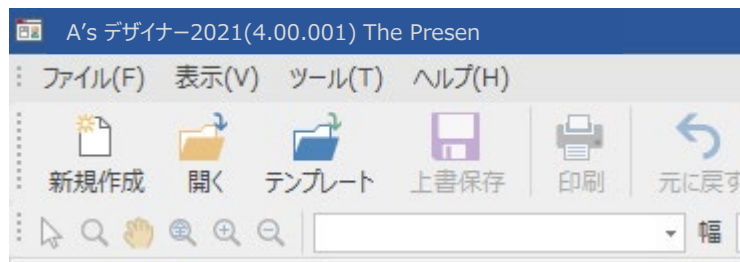 A’s デザイナー2021(4.00.001) The Presen
ファイル(F) 表示(V) ツール(T) ヘルプ(H)
新規作成 開く テンプレート 上書保存 印刷 元に戻す
幅